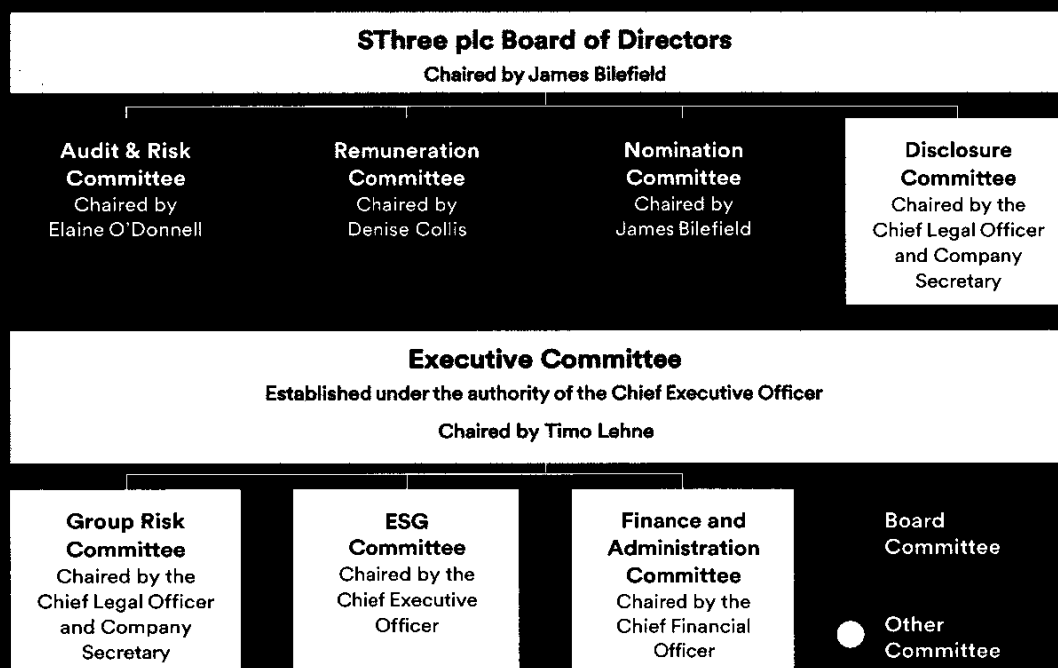 SThree plc Board of Directors
Chaired by James Bilefield
Audit & Risk
Committee
Chaired by
Elaine O'Donnell
Remuneration
Committee
Chaired by
Denise Collis
Nomination
Committee
Chaired by
James Bilefield
Disclosure
Committee
Chaired by the
Chief Legal Officer
and Company
Secretary
Executive Committee
Established under the authority of the Chief Executive Officer
Chaired by Timo Lehne
Group Risk
Committee
Chaired by the
Chief Legal Officer
and Company
Secretary
ESG
Committee
Chaired by the
Chief Executive
Officer
Finance and
Administration
Committee
Chaired by the
Chief Financial
Officer
Board
Committee
Other
Committee